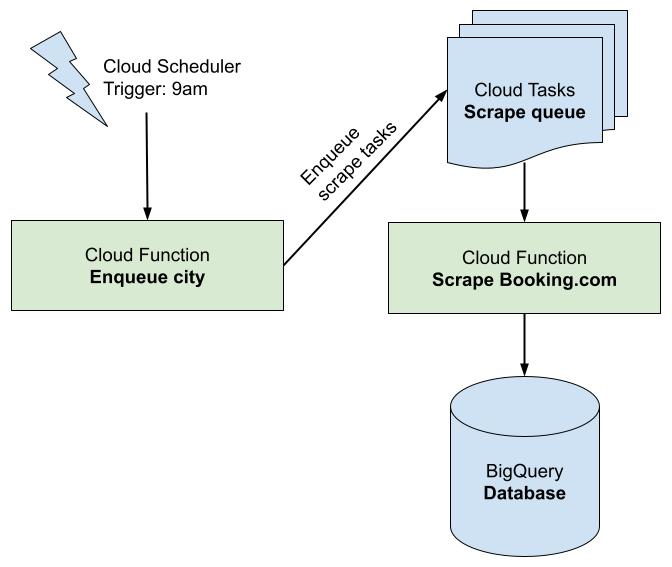 Cloud Scheduler
Trigger: 9am
Cloud Function
Enqueue city
Enqueue
scrape tasks
Cloud Tasks
Scrape queue
Cloud Function
Scrape Booking.com
BigQuery
Database